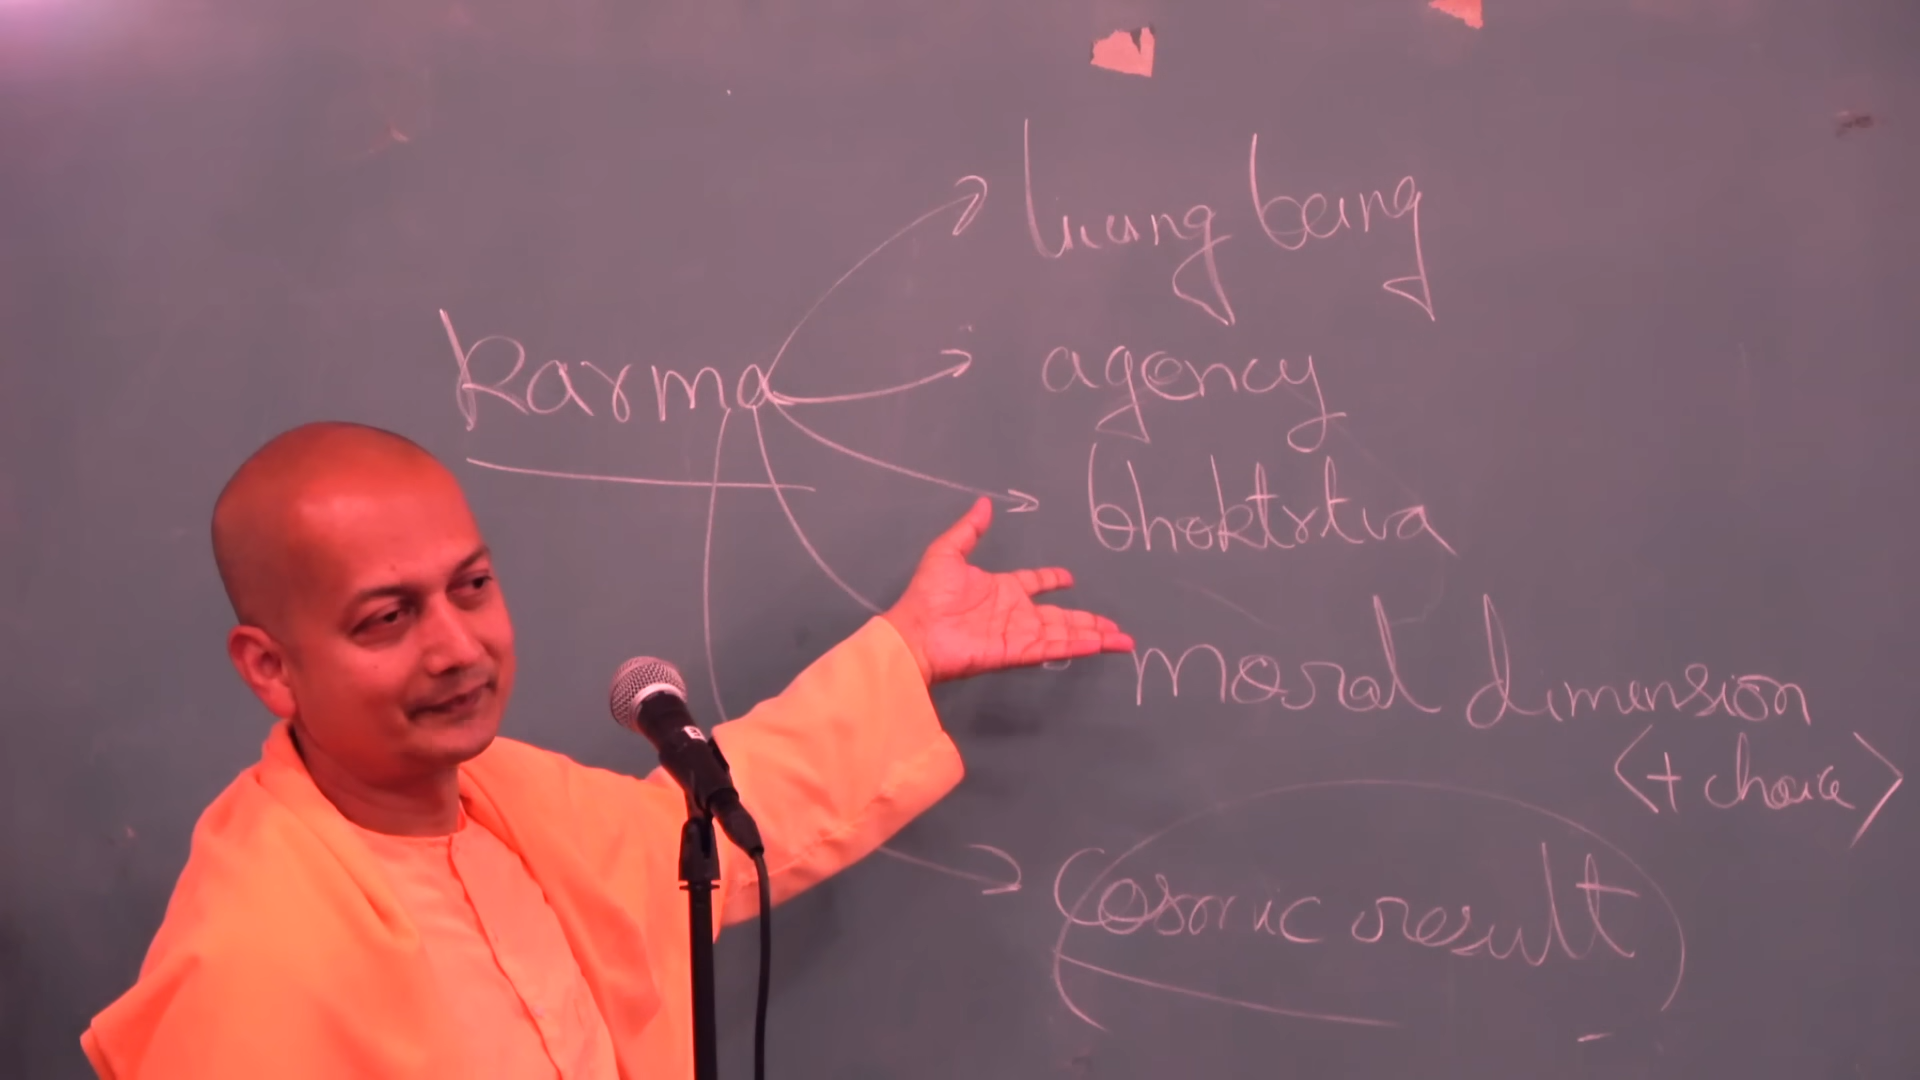 living being
karma
agency
bhoktrtva
moral dimension
<+ choice>
Cosmic result